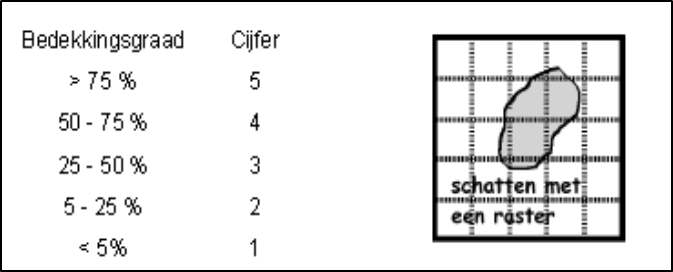 Bedekkingsgraad Cijfer
> 75 % 5
50 - 75 % 4
25 - 50 % 3
5 - 25 % 2
< 5% 1
schatten met
een raster